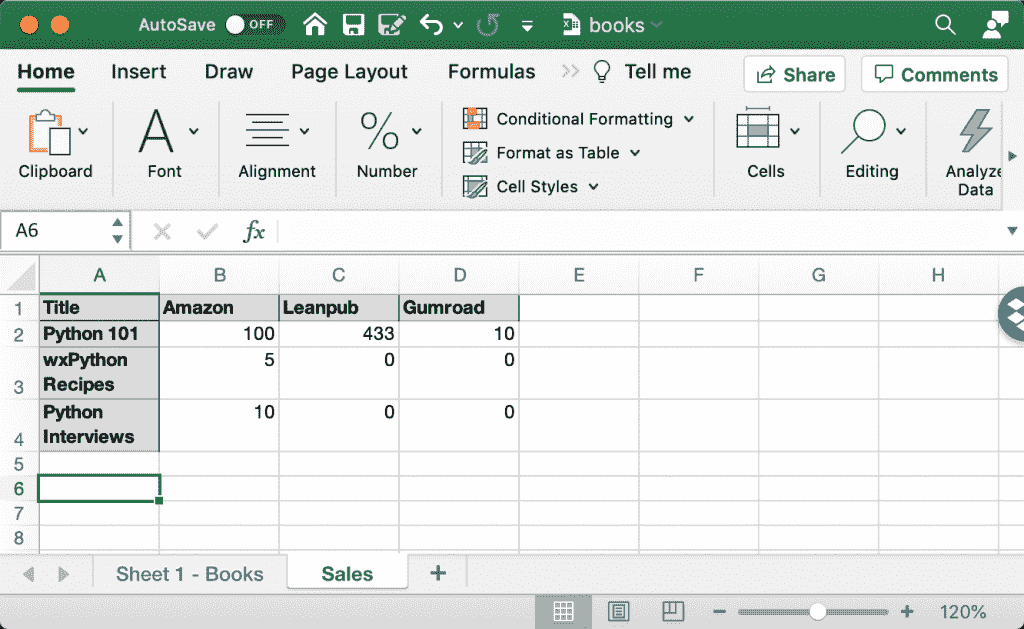 AutoSave OFF books
Home Insert Draw Page Layout Formulas >> Tell me Share Comments
Clipboard Font Alignment % Number Conditional Formatting Format as Table Cell Styles Cells Editing Analyze Data
A6 fx
A B C D E F G H
1 Title Amazon Leanpub Gumroad
2 Python 101 100 433 10
wxPython 5 0 0
3 Recipes
Python 10 0 0
4 Interviews
5
6
7
8
Sheet 1 - Books Sales +
120%